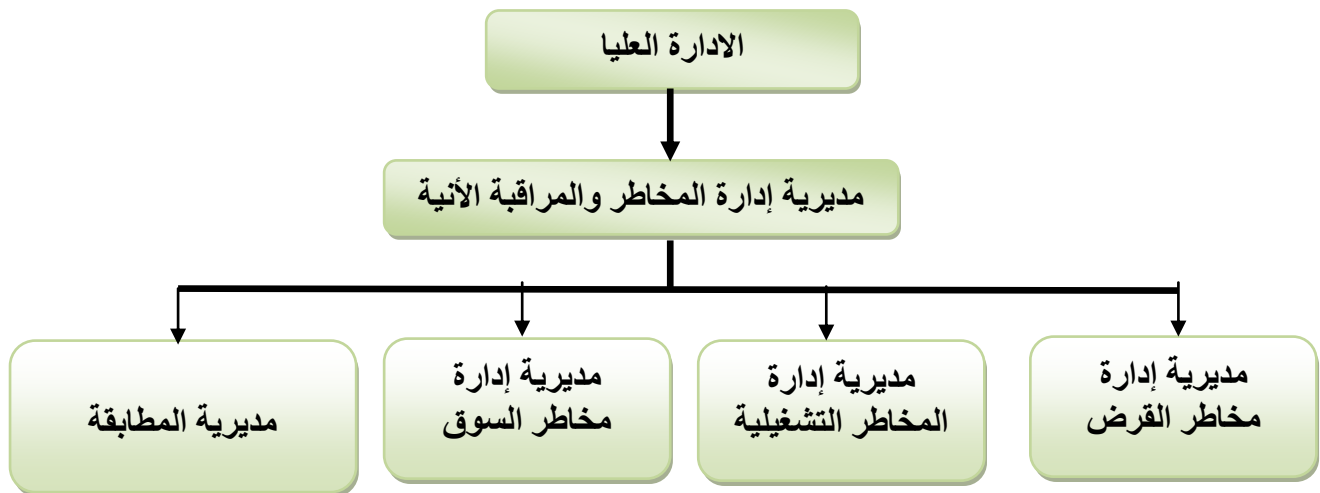 الادارة العليا
مديرية إدارة المخاطر والمراقبة الأنية
مديرية إدارة
مخاطر القرض
مديرية إدارة
المخاطر التشغيلية
مديرية إدارة
مخاطر السوق
مديرية المطابقة